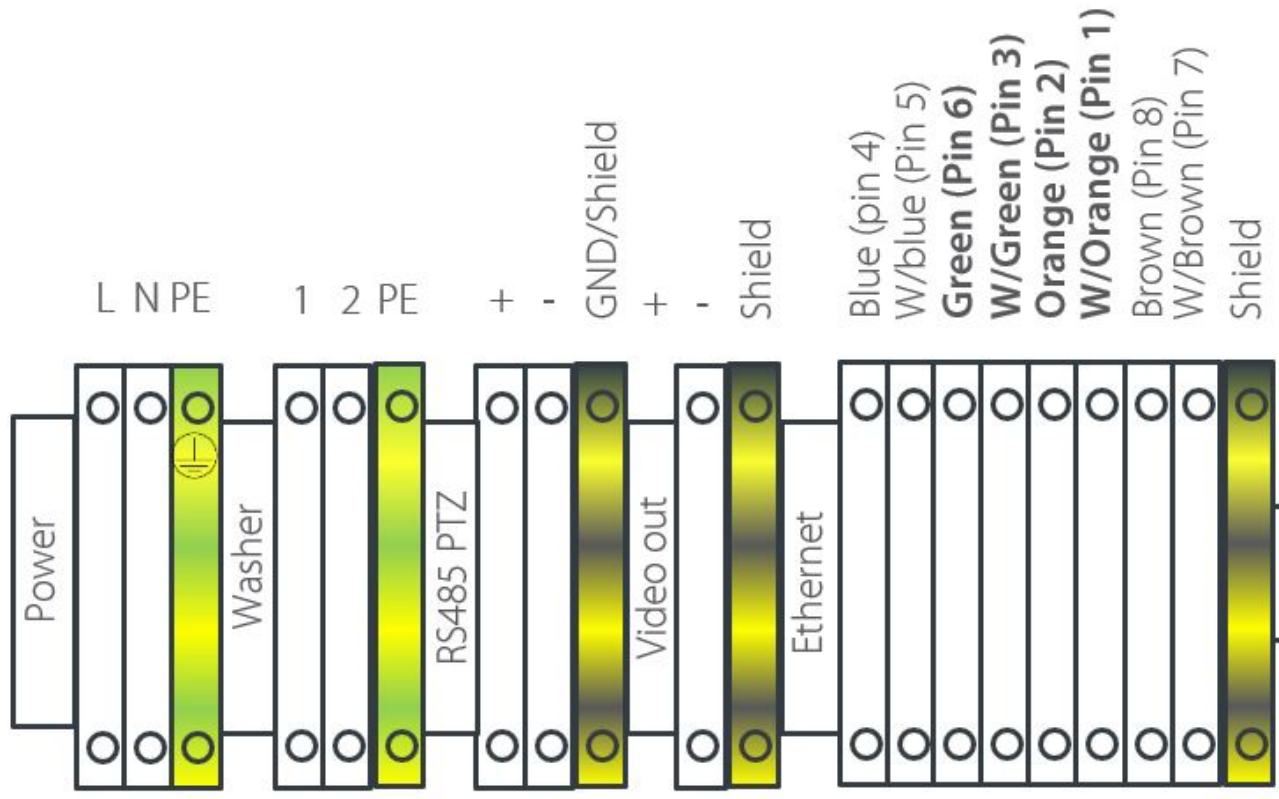 L N PE
1 2 PE
+ -
GND/Shield
+ -
Shield
Blue (pin 4)
W/blue (Pin 5)
Green (Pin 6)
W/Green (Pin 3)
Orange (Pin 2)
W/Orange (Pin 1)
Brown (Pin 8)
W/Brown (Pin 7)
Shield
Power
Washer
RS485 PTZ
Video out
Ethernet